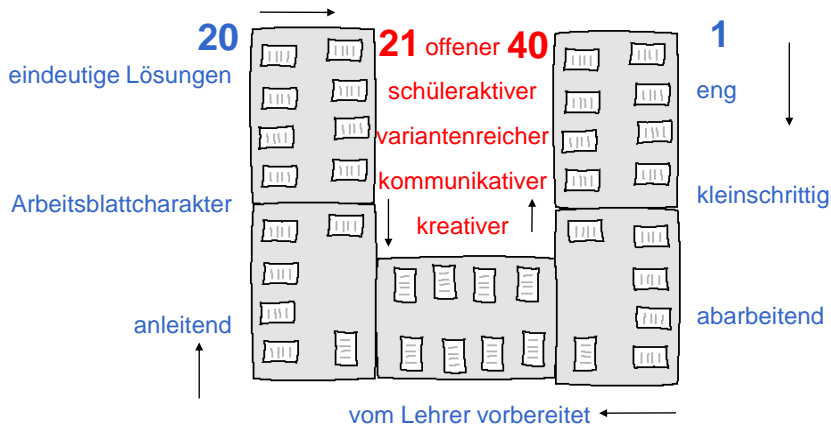 20
21 offener 40
1
eindeutige Lösungen
schüleraktiver
eng
variantenreicher
Arbeitsblattcharakter
kommunikativer
kleinschrittig
kreativer
anleitend
abarbeitend
vom Lehrer vorbereitet